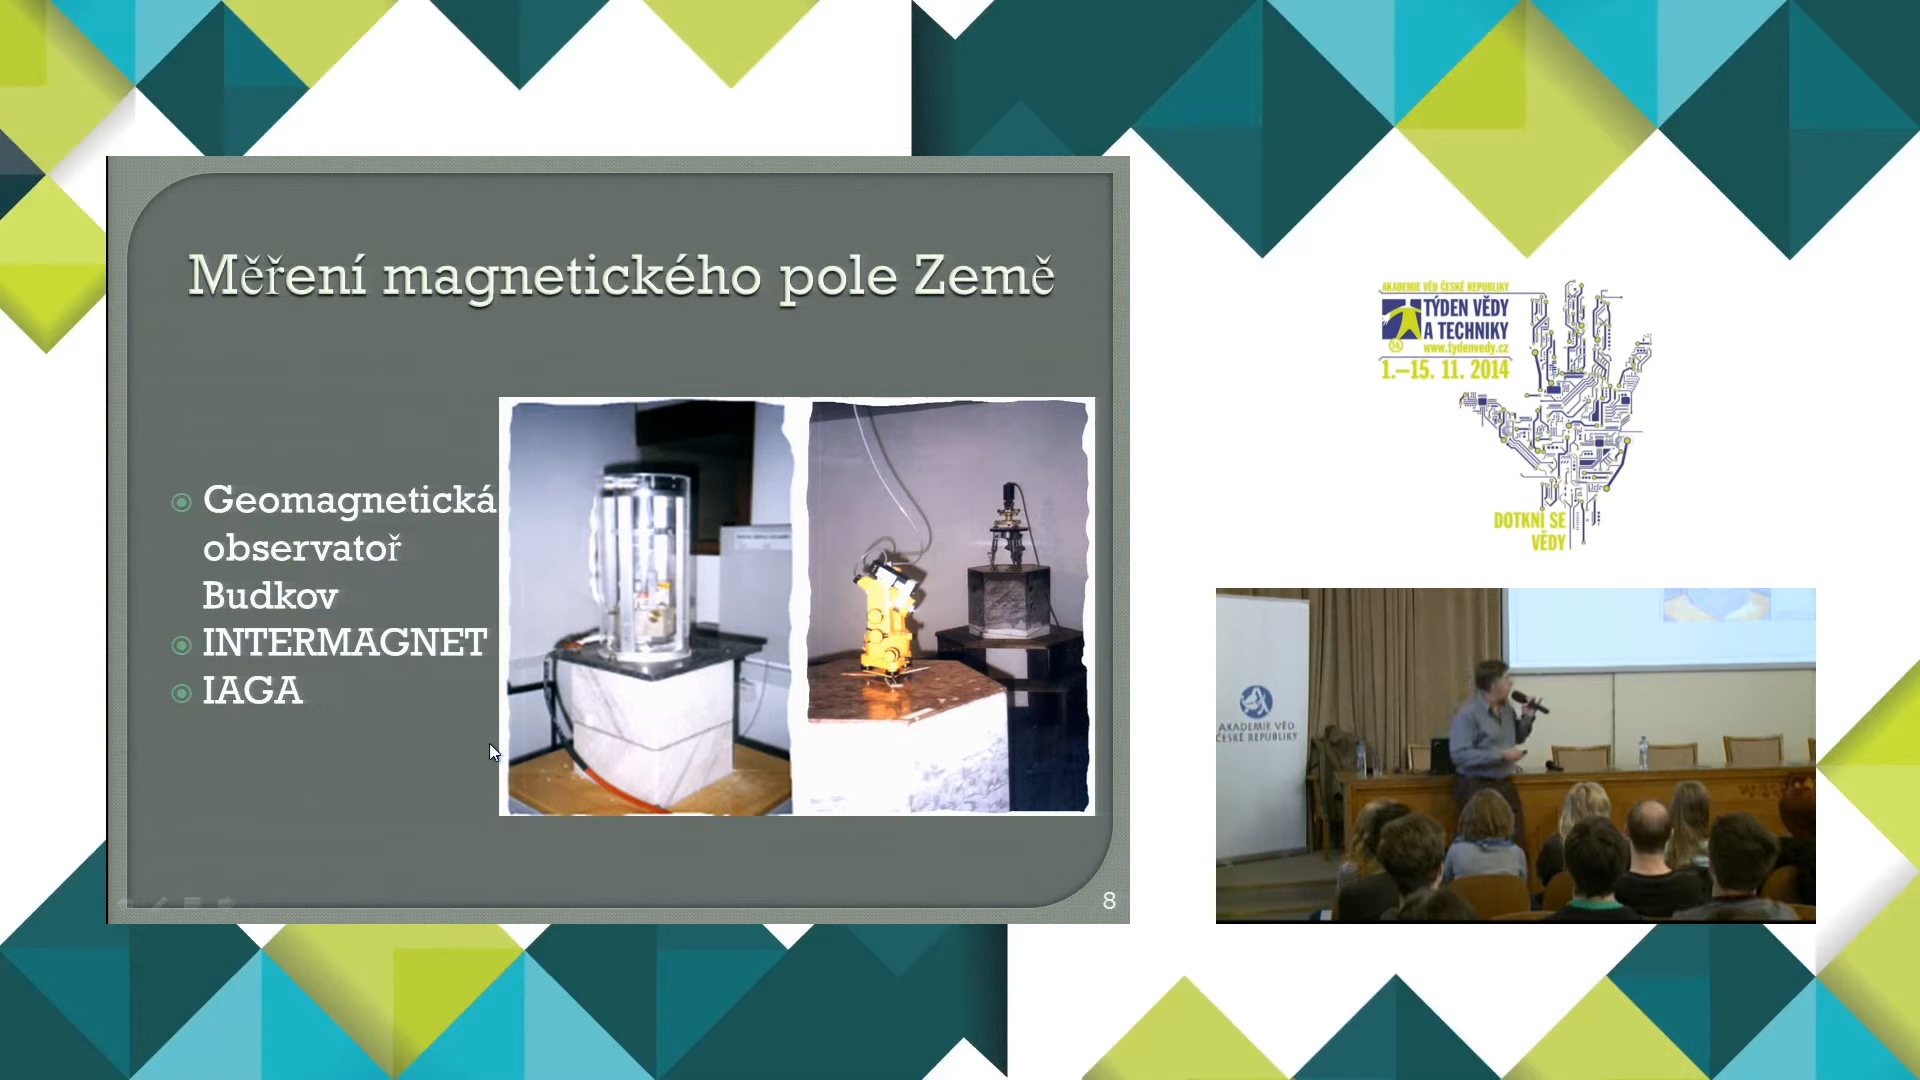 Měření magnetického pole Země
Geomagnetická
observatoř
Budkov
INTERMAGNET
IAGA
8
AKADEMIE VĚD ČESKÉ REPUBLIKY
TÝDEN VĚDY
A TECHNIKY
www.tydenvedy.cz
1.–15. 11. 2014
DOTKNI SE
VĚDY
AKADEMIE VĚD
ČESKÉ REPUBLIKY